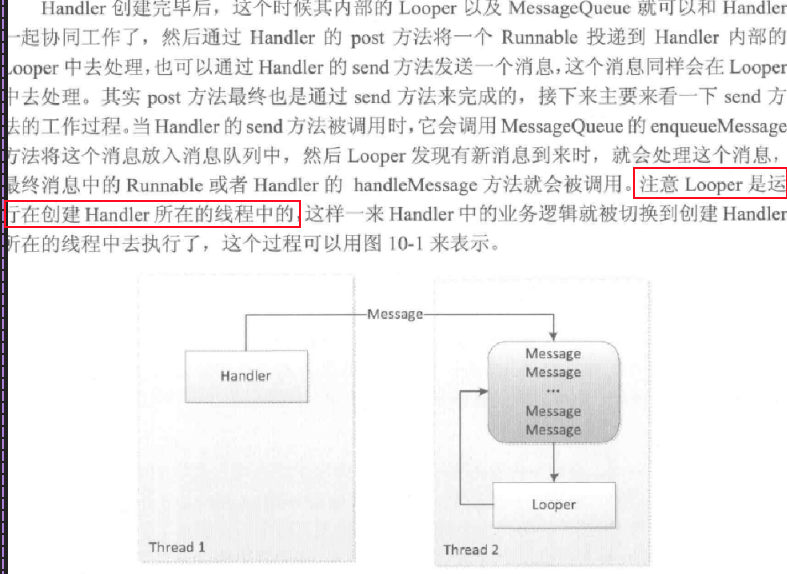 Handler 创建完毕后，这个时候其内部的 Looper 以及 MessageQueue 就可以和 Handler
一起协同工作了，然后通过 Handler 的 post 方法将一个 Runnable 投递到 Handler 内部的
Looper 中去处理，也可以通过 Handler 的 send 方法发送一个消息，这个消息同样会在 Looper
中去处理。其实 post 方法最终也是通过 send 方法来完成的，接下来主要来看一下 send 方
法的工作过程。当 Handler 的 send 方法被调用时，它会调用 MessageQueue 的 enqueueMessage
方法将这个消息放入消息队列中，然后 Looper 发现有新消息到来时，就会处理这个消息，
最终消息中的 Runnable 或者 Handler 的 handleMessage 方法就会被调用。注意 Looper 是运
行在创建 Handler 所在的线程中的，这样一来 Handler 中的业务逻辑就被切换到创建 Handler
所在的线程中去执行了，这个过程可以用图 10-1 来表示。
Message
Handler
Message
Message
...
Message
Message
Looper
Thread 1
Thread 2